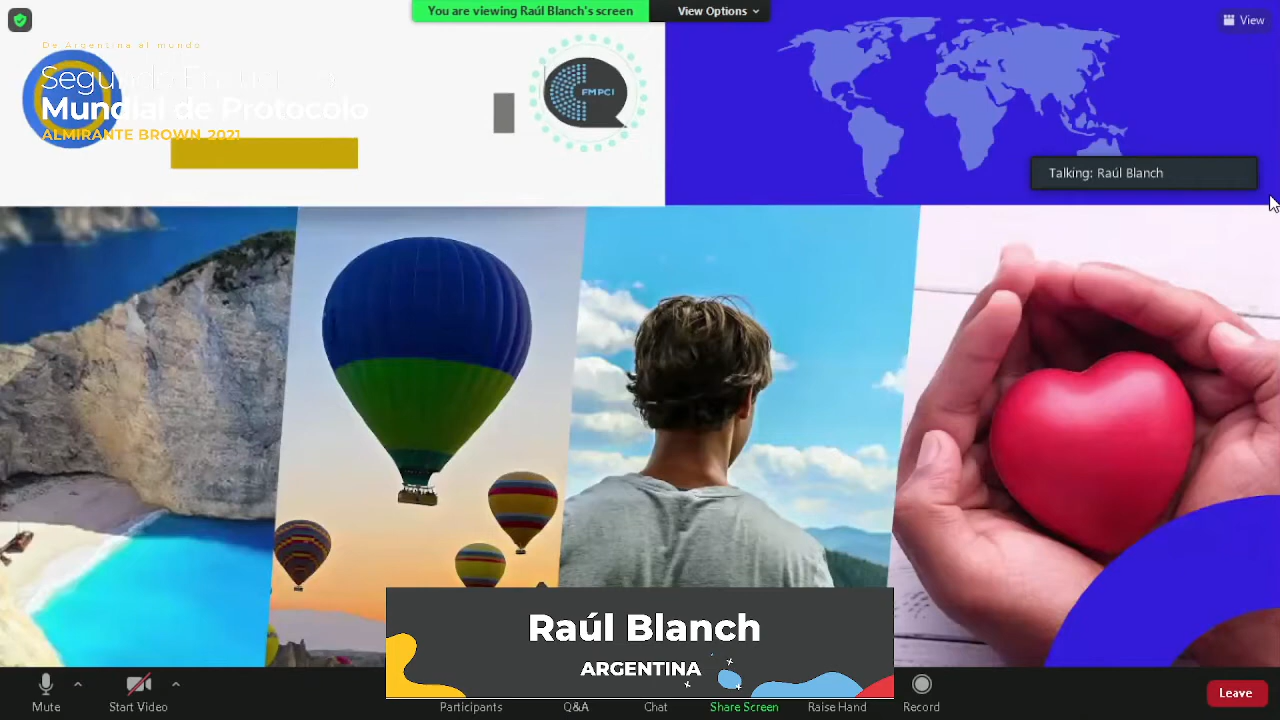 You are viewing Raúl Blanch's screen
View Options
View
De Argentina al mundo
Segundo
Mundial de Protocolo
ALMIRANTE BROWN 2021
FMPCI
Talking: Raúl Blanch
Raúl Blanch
ARGENTINA
Mute
Start Video
Participants
Q&A
Chat
Share Screen
Raise Hand
Record
Leave